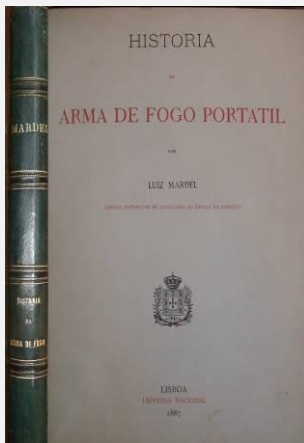 MARDEL
HISTORIA
DA
ARMA DE FOGO
HISTORIA
DA
ARMA DE FOGO PORTATIL
POR
LUIZ MARDEL
LISBOA
IMPRENSA NACIONAL
1887